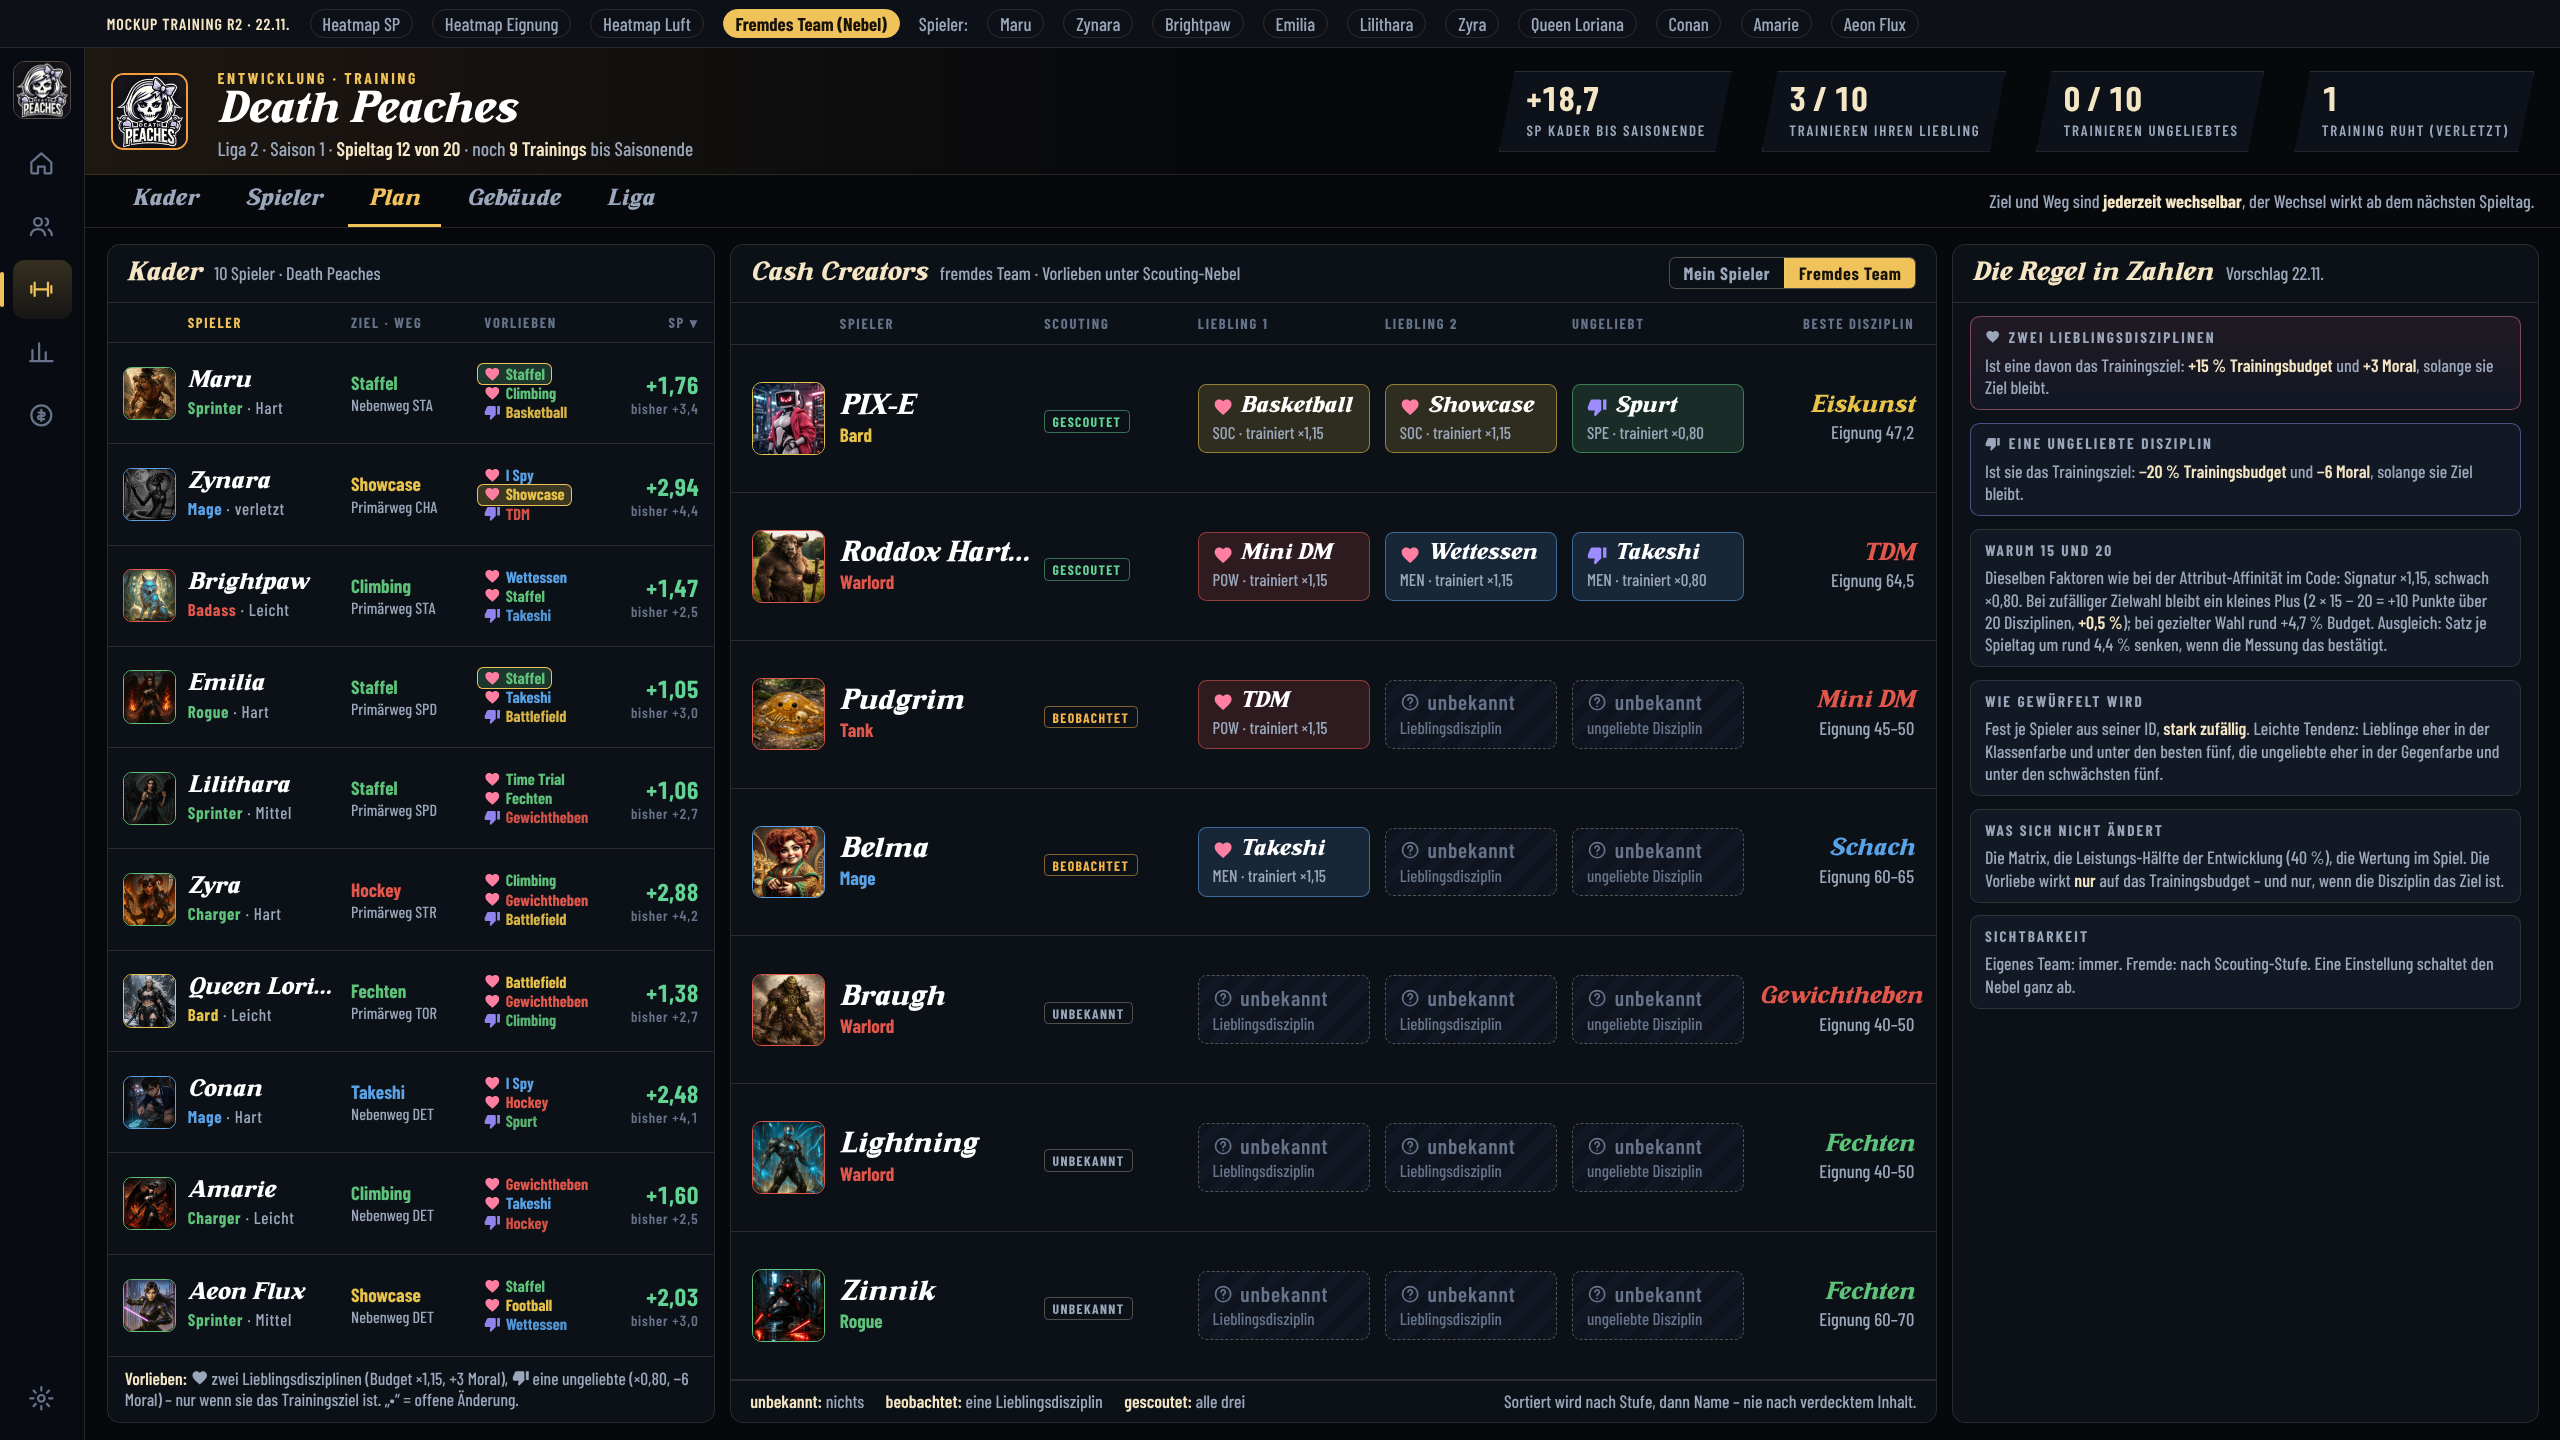 MOCKUP TRAINING R2 · 22.11.
Heatmap SP
Heatmap Eignung
Heatmap Luft
Fremdes Team (Nebel)
Spieler:
Maru
Zynara
Brightpaw
Emilia
Lilithara
Zyra
Queen Loriana
Conan
Amarie
Aeon Flux
DEATH
PEACHES
ENTWICKLUNG · TRAINING
Death Peaches
Liga 2 · Saison 1 · Spieltag 12 von 20 · noch 9 Trainings bis Saisonende
+18,7
SP KADER BIS SAISONENDE
3 / 10
TRAINIEREN IHREN LIEBLING
0 / 10
TRAINIEREN UNGELIEBTES
1
TRAINING RUHT (VERLETZT)
Kader
Spieler
Plan
Gebäude
Liga
Ziel und Weg sind jederzeit wechselbar, der Wechsel wirkt ab dem nächsten Spieltag.
Kader 10 Spieler · Death Peaches
SPIELER
ZIEL · WEG
VORLIEBEN
SP ▼
Maru
Sprinter · Hart
Staffel
Nebenweg STA
Staffel
Climbing
Basketball
+1,76
bisher +3,4
Zynara
Mage · verletzt
Showcase
Primärweg CHA
I Spy
Showcase
TDM
+2,94
bisher +4,4
Brightpaw
Badass · Leicht
Climbing
Primärweg STA
Wettessen
Staffel
Takeshi
+1,47
bisher +2,5
Emilia
Rogue · Hart
Staffel
Primärweg SPD
Staffel
Takeshi
Battlefield
+1,05
bisher +3,0
Lilithara
Sprinter · Mittel
Staffel
Primärweg SPD
Time Trial
Fechten
Gewichtheben
+1,06
bisher +2,7
Zyra
Charger · Hart
Hockey
Primärweg STR
Climbing
Gewichtheben
Battlefield
+2,88
bisher +4,2
Queen Lori...
Bard · Leicht
Fechten
Primärweg TOR
Battlefield
Gewichtheben
Climbing
+1,38
bisher +2,7
Conan
Mage · Hart
Takeshi
Nebenweg DET
I Spy
Hockey
Spurt
+2,48
bisher +4,1
Amarie
Charger · Leicht
Climbing
Nebenweg DET
Gewichtheben
Takeshi
Hockey
+1,60
bisher +2,5
Aeon Flux
Sprinter · Mittel
Showcase
Nebenweg DET
Staffel
Football
Wettessen
+2,03
bisher +3,0
Vorlieben: zwei Lieblingsdisziplinen (Budget ×1,15, +3 Moral), eine ungeliebte (×0,80, −6
Moral) – nur wenn sie das Trainingsziel ist. „•“ = offene Änderung.
Cash Creators fremdes Team · Vorlieben unter Scouting-Nebel
Mein Spieler
Fremdes Team
SPIELER
SCOUTING
LIEBLING 1
LIEBLING 2
UNGELIEBT
BESTE DISZIPLIN
PIX-E
Bard
GESCOUTET
Basketball
SOC · trainiert ×1,15
Showcase
SOC · trainiert ×1,15
Spurt
SPE · trainiert ×0,80
Eiskunst
Eignung 47,2
Roddox Hart...
Warlord
GESCOUTET
Mini DM
POW · trainiert ×1,15
Wettessen
MEN · trainiert ×1,15
Takeshi
MEN · trainiert ×0,80
TDM
Eignung 64,5
Pudgrim
Tank
BEOBACHTET
TDM
POW · trainiert ×1,15
unbekannt
Lieblingsdisziplin
unbekannt
ungeliebte Disziplin
Mini DM
Eignung 45–50
Belma
Mage
BEOBACHTET
Takeshi
MEN · trainiert ×1,15
unbekannt
Lieblingsdisziplin
unbekannt
ungeliebte Disziplin
Schach
Eignung 60–65
Braugh
Warlord
UNBEKANNT
unbekannt
Lieblingsdisziplin
unbekannt
Lieblingsdisziplin
unbekannt
ungeliebte Disziplin
Gewichtheben
Eignung 40–50
Lightning
Warlord
UNBEKANNT
unbekannt
Lieblingsdisziplin
unbekannt
Lieblingsdisziplin
unbekannt
ungeliebte Disziplin
Fechten
Eignung 40–50
Zinnik
Rogue
UNBEKANNT
unbekannt
Lieblingsdisziplin
unbekannt
Lieblingsdisziplin
unbekannt
ungeliebte Disziplin
Fechten
Eignung 60–70
unbekannt: nichts
beobachtet: eine Lieblingsdisziplin
gescoutet: alle drei
Sortiert wird nach Stufe, dann Name – nie nach verdecktem Inhalt.
Die Regel in Zahlen Vorschlag 22.11.
ZWEI LIEBLINGSDISZIPLINEN
Ist eine davon das Trainingsziel: +15 % Trainingsbudget und +3 Moral, solange sie
Ziel bleibt.
EINE UNGELIEBTE DISZIPLIN
Ist sie das Trainingsziel: −20 % Trainingsbudget und −6 Moral, solange sie Ziel
bleibt.
WARUM 15 UND 20
Dieselben Faktoren wie bei der Attribut-Affinität im Code: Signatur ×1,15, schwach
×0,80. Bei zufälliger Zielwahl bleibt ein kleines Plus (2 × 15 − 20 = +10 Punkte über
20 Disziplinen, +0,5 %); bei gezielter Wahl rund +4,7 % Budget. Ausgleich: Satz je
Spieltag um rund 4,4 % senken, wenn die Messung das bestätigt.
WIE GEWÜRFELT WIRD
Fest je Spieler aus seiner ID, stark zufällig. Leichte Tendenz: Lieblinge eher in der
Klassenfarbe und unter den besten fünf, die ungeliebte eher in der Gegenfarbe und
unter den schwächsten fünf.
WAS SICH NICHT ÄNDERT
Die Matrix, die Leistungs-Hälfte der Entwicklung (40 %), die Wertung im Spiel. Die
Vorliebe wirkt nur auf das Trainingsbudget – und nur, wenn die Disziplin das Ziel ist.
SICHTBARKEIT
Eigenes Team: immer. Fremde: nach Scouting-Stufe. Eine Einstellung schaltet den
Nebel ganz ab.